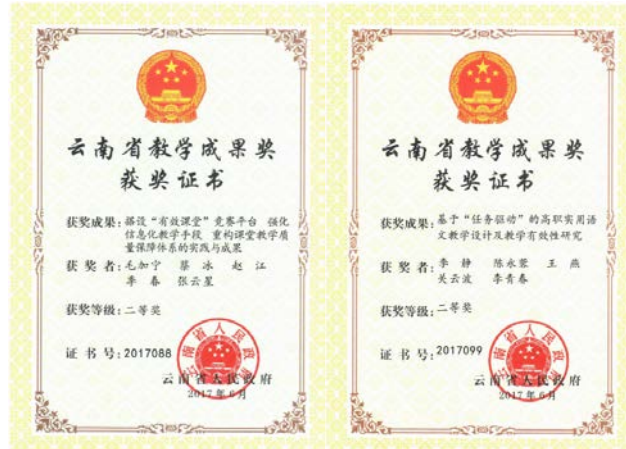 云南省教学成果奖
获奖证书
获奖成果：搭设“有效课堂”竞赛平台 强化
信息化教学手段 重构课堂教学质
量保障体系的实践与成果
获奖者：毛加宁 蔡冰 赵江
李春 张云星
获奖等级：二等奖
证书号：2017088
云南省人民政府
2017年6月
云南省教学成果奖
获奖证书
获奖成果：基于“任务驱动”的高职实用语
文教学设计及教学有效性研究
获奖者：李静 陈永蓉 王燕
关云波 李青春
获奖等级：二等奖
证书号：2017099
云南省人民政府
2017年6月